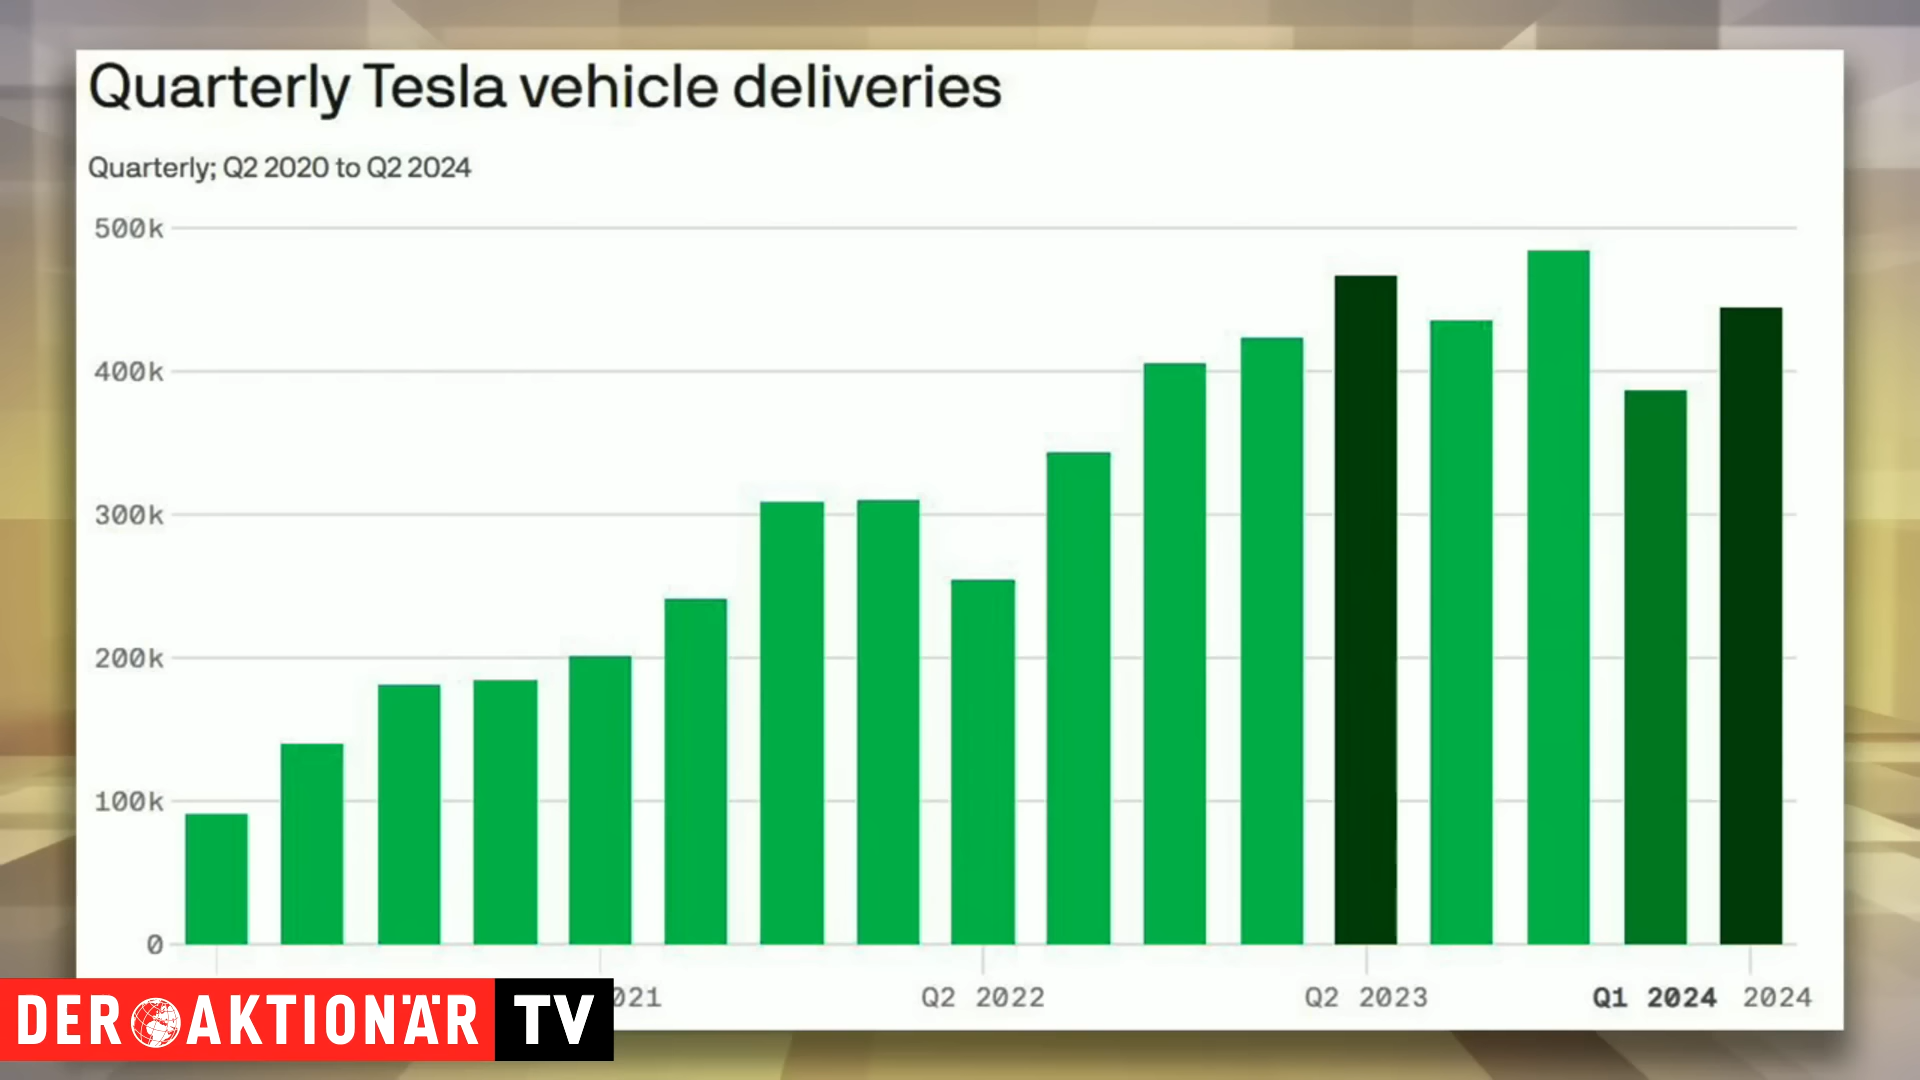 Quarterly Tesla vehicle deliveries
Quarterly; Q2 2020 to Q2 2024
500k
400k
300k
200k
100k
0
021 Q2 2022 Q2 2023 Q1 2024 2024
DER AKTIONÄR TV